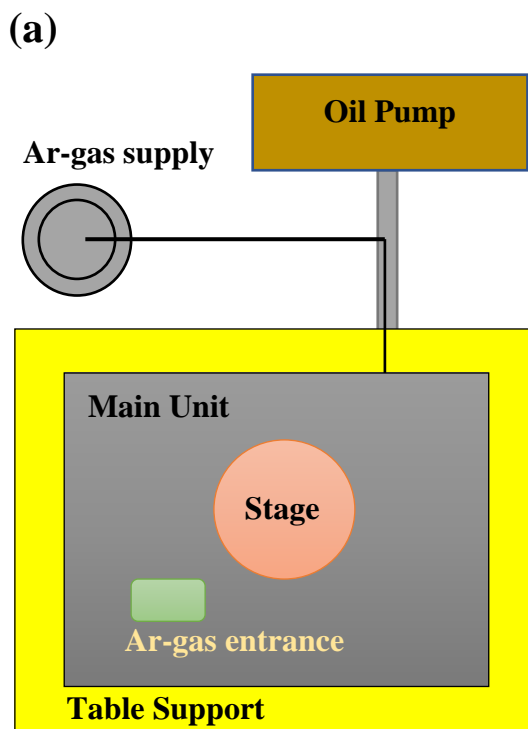 (a)
Oil Pump
Ar-gas supply
Main Unit
Stage
Ar-gas entrance
Table Support